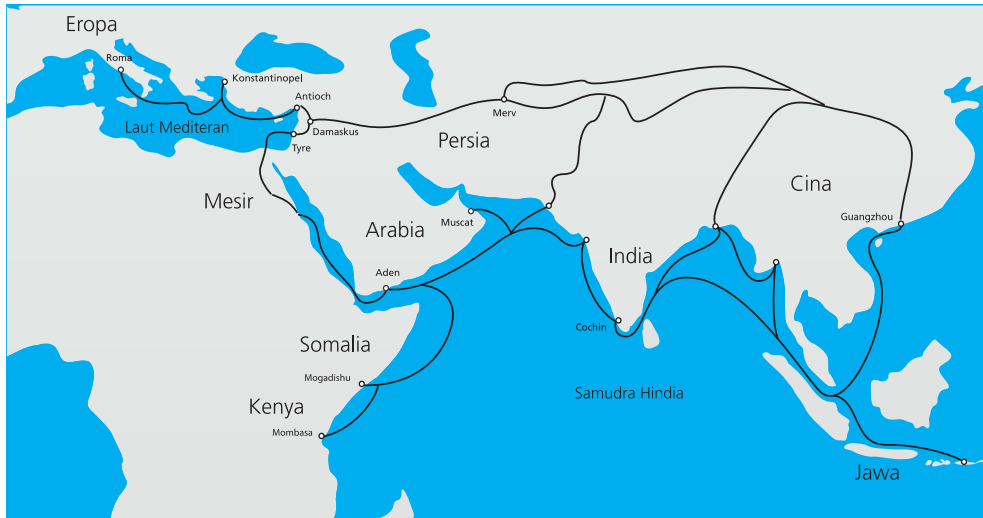 Eropa
Roma
Konstantinopel
Antioch
Laut Mediteran
Damaskus
Tyre
Merv
Persia
Cina
Mesir
Arabia
Muscat
Guangzhou
India
Aden
Cochin
Somalia
Mogadishu
Samudra Hindia
Kenya
Mombasa
Jawa